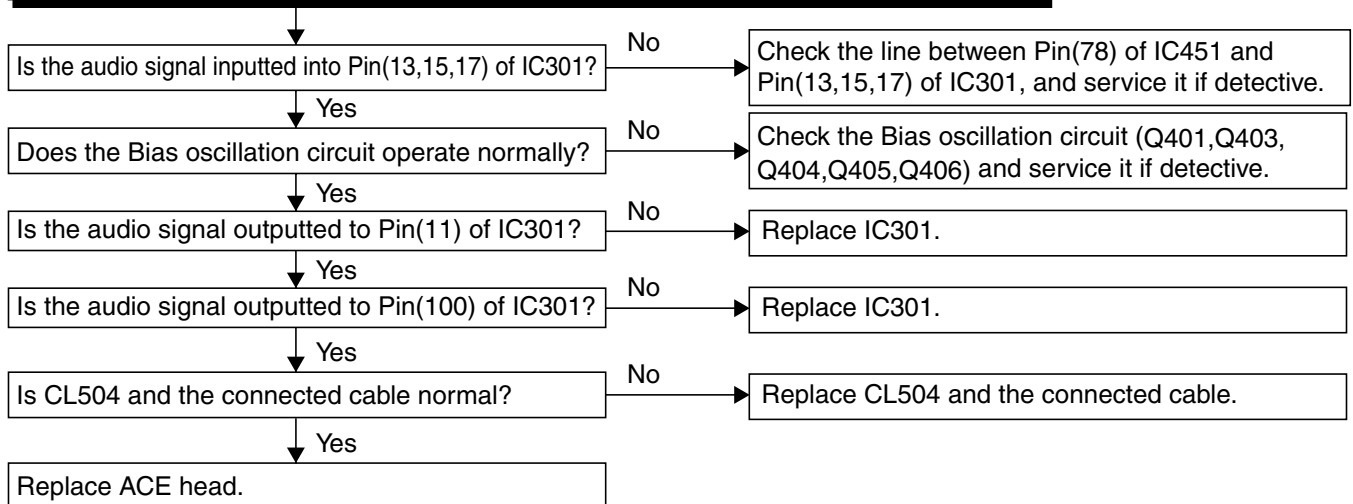 Is the audio signal inputted into Pin(13,15,17) of IC301?
No
Check the line between Pin(78) of IC451 and
Pin(13,15,17) of IC301, and service it if detective.
Yes
Does the Bias oscillation circuit operate normally?
No
Check the Bias oscillation circuit (Q401,Q403,
Q404,Q405,Q406) and service it if detective.
Yes
Is the audio signal outputted to Pin(11) of IC301?
No
Replace IC301.
Yes
Is the audio signal outputted to Pin(100) of IC301?
No
Replace IC301.
Yes
Is CL504 and the connected cable normal?
No
Replace CL504 and the connected cable.
Yes
Replace ACE head.